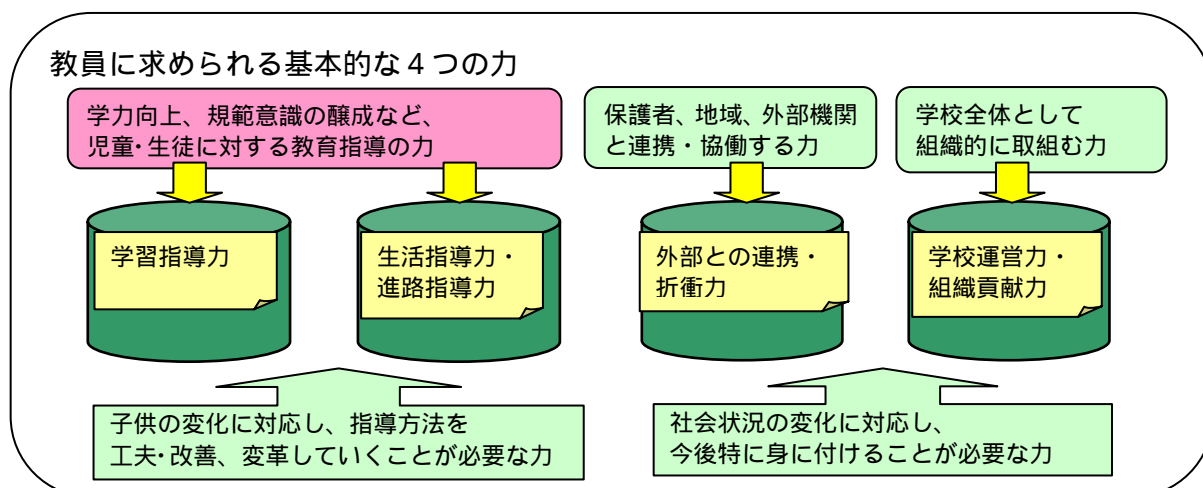 教員に求められる基本的な４つの力
学力向上、規範意識の醸成など、
児童・生徒に対する教育指導の力
保護者、地域、外部機関
と連携・協働する力
学校全体として
組織的に取組む力
学習指導力
生活指導力・
進路指導力
外部との連携・
折衝力
学校運営力・
組織貢献力
子供の変化に対応し、指導方法を
工夫・改善、変革していくことが必要な力
社会状況の変化に対応し、
今後特に身に付けることが必要な力